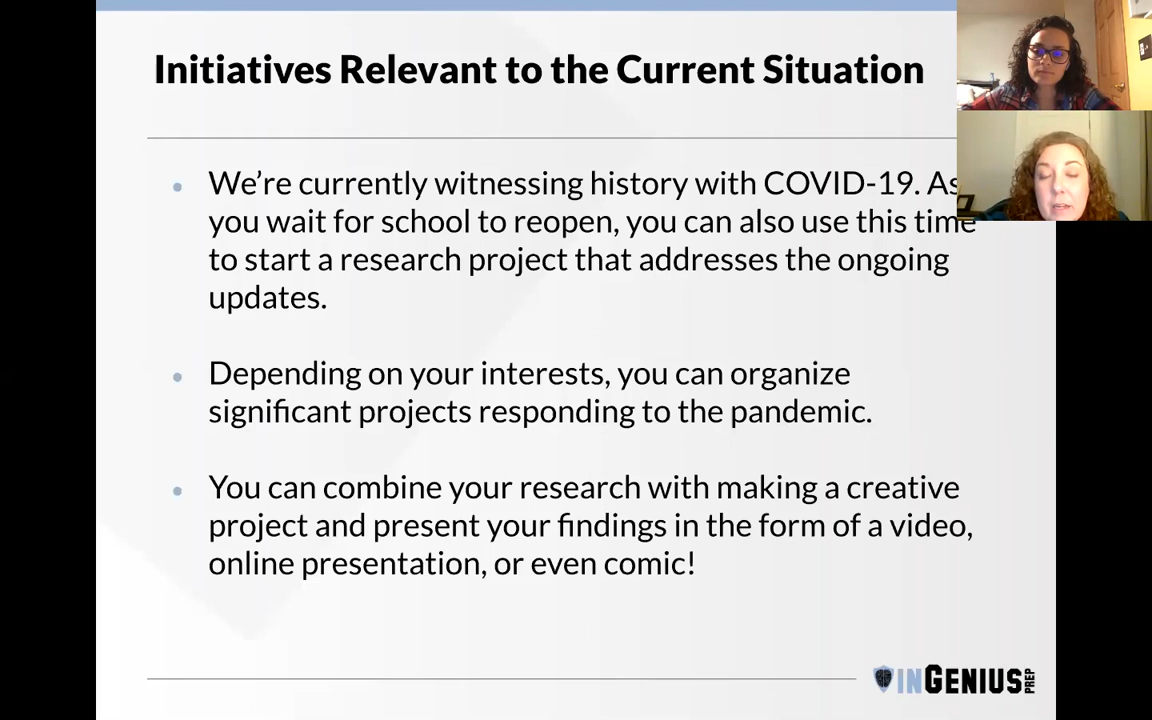 Initiatives Relevant to the Current Situation
We’re currently witnessing history with COVID-19. As
you wait for school to reopen, you can also use this time
to start a research project that addresses the ongoing
updates.
Depending on your interests, you can organize
significant projects responding to the pandemic.
You can combine your research with making a creative
project and present your findings in the form of a video,
online presentation, or even comic!
INGENIUS PREP